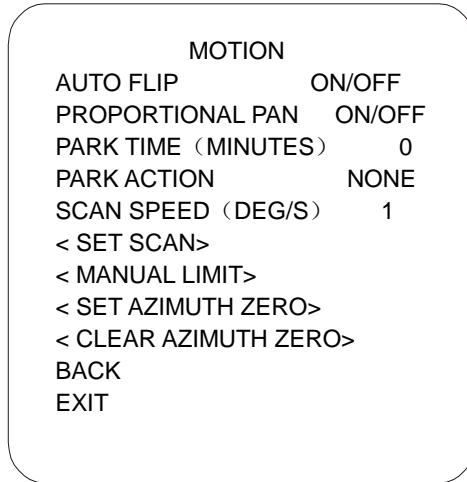 MOTION
AUTO FLIP ON/OFF
PROPORTIONAL PAN ON/OFF
PARK TIME（MINUTES） 0
PARK ACTION NONE
SCAN SPEED（DEG/S） 1
< SET SCAN>
< MANUAL LIMIT>
< SET AZIMUTH ZERO>
< CLEAR AZIMUTH ZERO>
BACK
EXIT